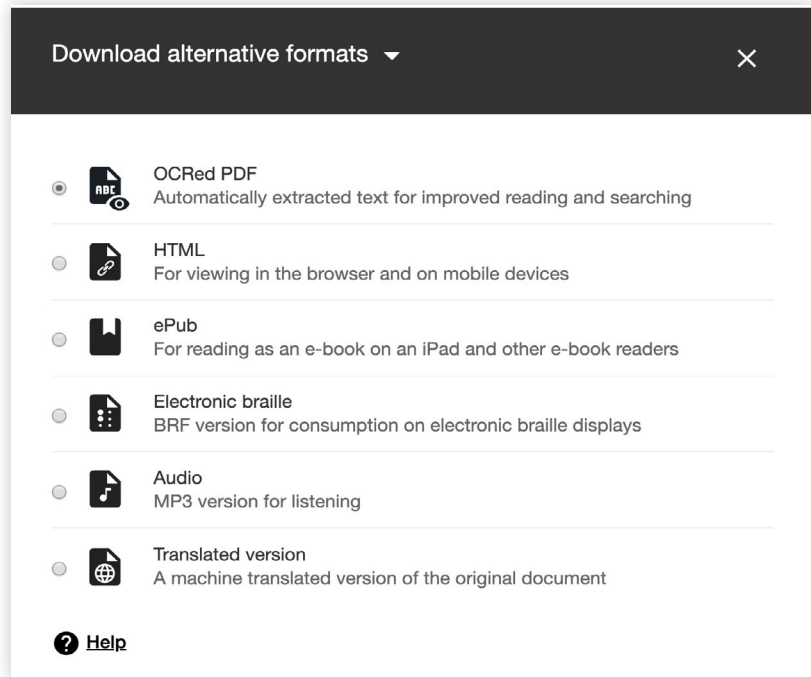 Download alternative formats
ABC
OCRed PDF
Automatically extracted text for improved reading and searching
HTML
For viewing in the browser and on mobile devices
ePub
For reading as an e-book on an iPad and other e-book readers
Electronic braille
BRF version for consumption on electronic braille displays
Audio
MP3 version for listening
Translated version
A machine translated version of the original document
? Help